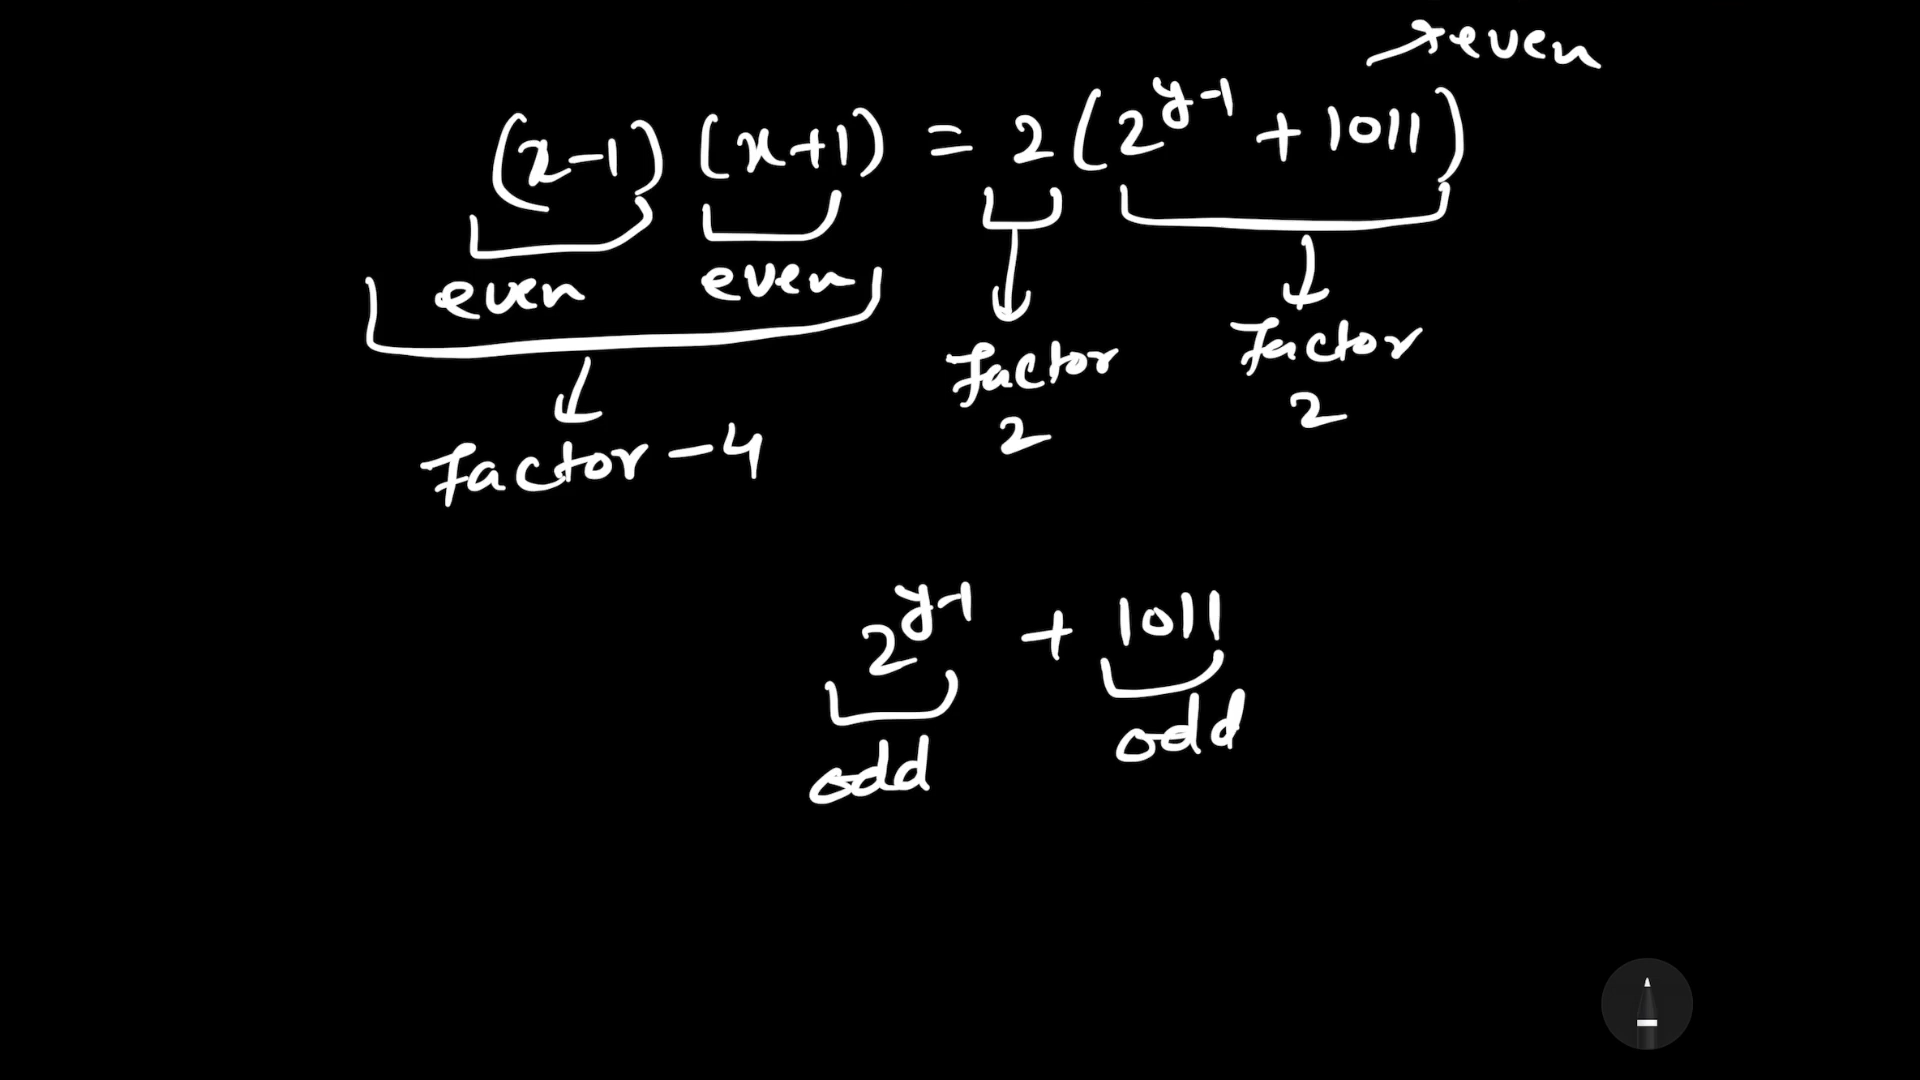 → even
(x-1) (x+1) = 2 (2^{y-1} + 1011)
even even
Factor - 4
Factor 2
Factor 2
2^{y-1} + 1011
odd odd